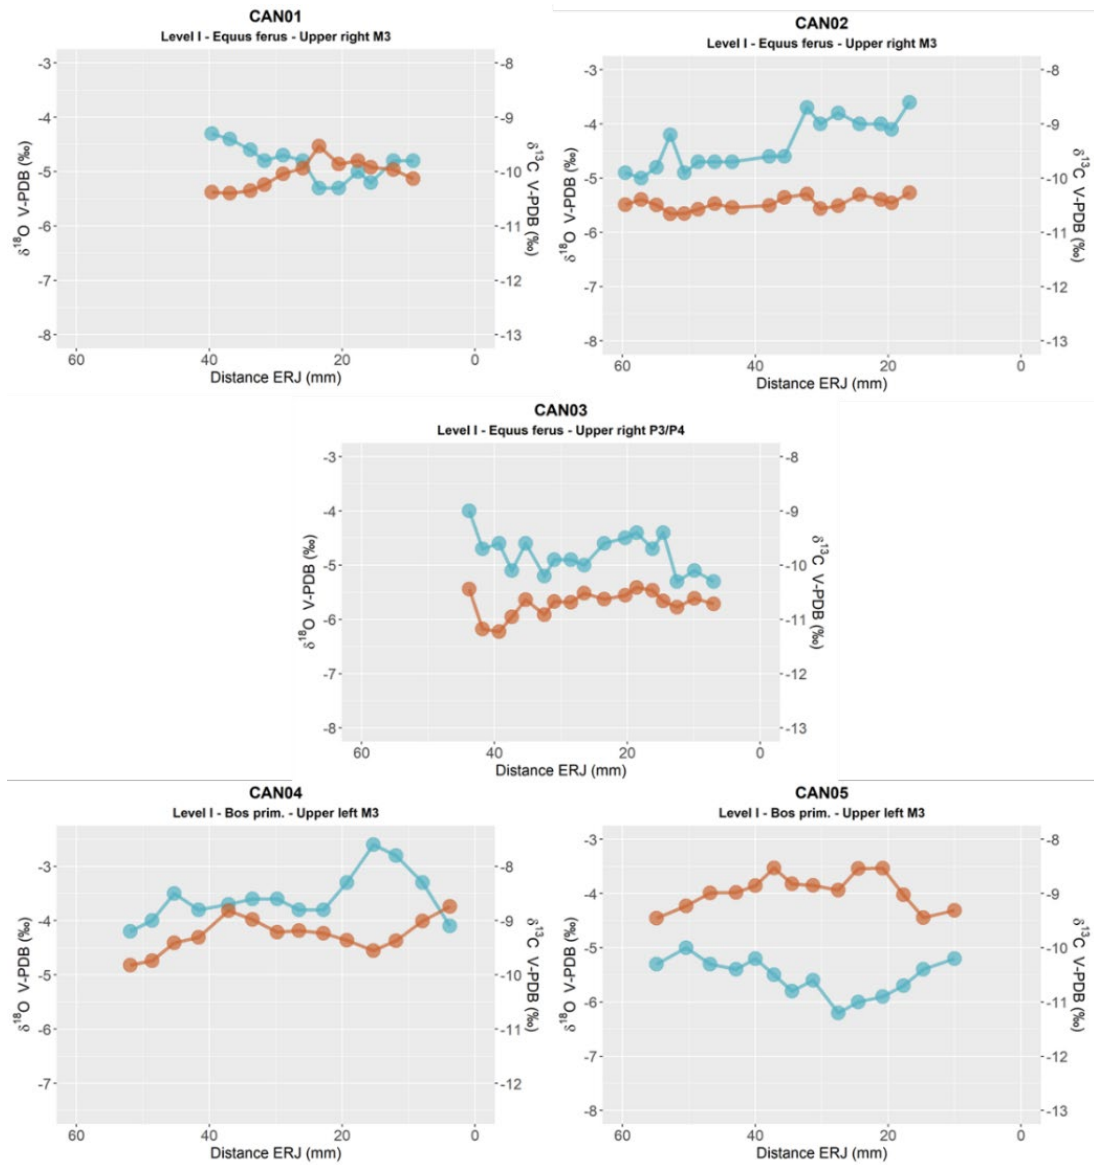 CAN01
Level I - Equus ferus - Upper right M3
-3
-4
-5
-6
-7
-8
δ18O V-PDB (‰)
-8
-9
-10
-11
-12
-13
δ13C V-PDB (‰)
60 40 20 0
Distance ERJ (mm)
CAN02
Level I - Equus ferus - Upper right M3
-3
-4
-5
-6
-7
-8
δ18O V-PDB (‰)
-8
-9
-10
-11
-12
-13
δ13C V-PDB (‰)
60 40 20 0
Distance ERJ (mm)
CAN03
Level I - Equus ferus - Upper right P3/P4
-3
-4
-5
-6
-7
-8
δ18O V-PDB (‰)
-8
-9
-10
-11
-12
-13
δ13C V-PDB (‰)
60 40 20 0
Distance ERJ (mm)
CAN04
Level I - Bos prim. - Upper left M3
-3
-4
-5
-6
-7
δ18O V-PDB (‰)
-8
-9
-10
-11
-12
δ13C V-PDB (‰)
60 40 20 0
Distance ERJ (mm)
CAN05
Level I - Bos prim. - Upper left M3
-3
-4
-5
-6
-7
-8
δ18O V-PDB (‰)
-8
-9
-10
-11
-12
-13
δ13C V-PDB (‰)
60 40 20 0
Distance ERJ (mm)